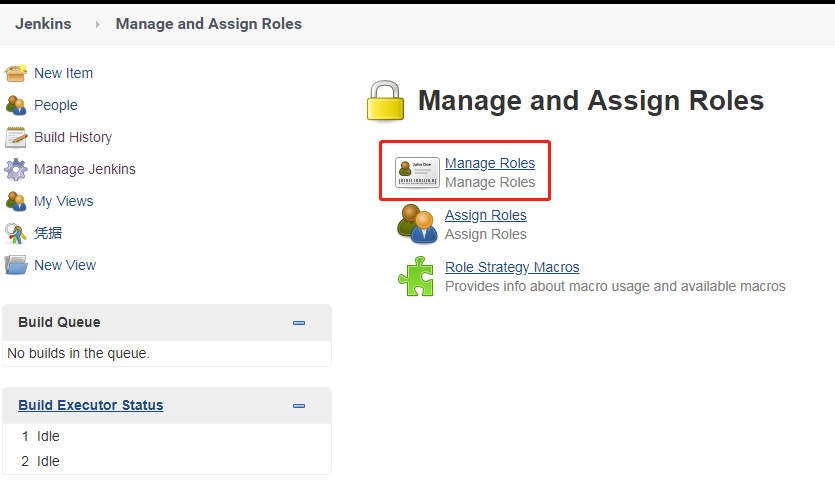 Jenkins
Manage and Assign Roles
New Item
People
Build History
Manage Jenkins
My Views
凭据
New View
Build Queue
No builds in the queue.
Build Executor Status
1 Idle
2 Idle
Manage and Assign Roles
John Doe
Manage Roles
Manage Roles
Assign Roles
Assign Roles
Role Strategy Macros
Provides info about macro usage and available macros